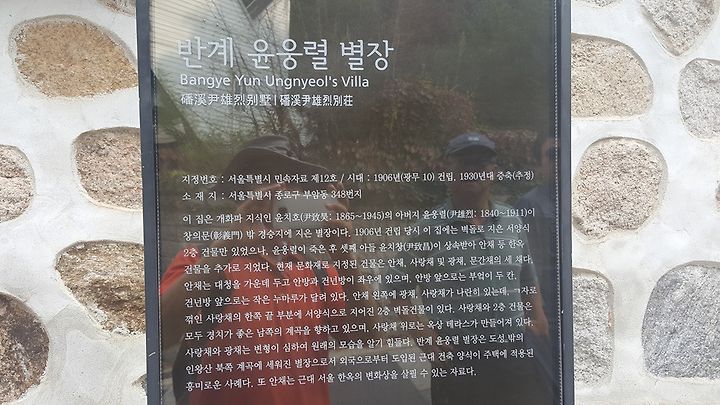 반계 윤웅렬 별장
Bangye Yun Ungnyeol's Villa
磻溪尹雄烈别墅 | 磻溪尹雄烈別荘
지정번호 : 서울특별시 민속자료 제12호 / 시대 : 1906년(광무 10) 건립, 1930년대 증축(추정)
소 재 지 : 서울특별시 종로구 부암동 348번지
이 집은 개화파 지식인 윤치호(尹致昊: 1865~1945)의 아버지 윤웅렬(尹雄烈: 1840~1911)이
창의문(彰義門) 밖 경승지에 지은 별장이다. 1906년 건립 당시 이 집에는 벽돌로 지은 서양식
2층 건물만 있었으나, 윤웅렬이 죽은 후 셋째 아들 윤치창(尹致昌)이 상속받아 안채 등 한옥
건물을 추가로 지었다. 현재 문화재로 지정된 건물은 안채, 사랑채 및 광채, 문간채의 세 채다.
안채는 대청을 가운데 두고 안방과 건넌방이 좌우에 있으며, 안방 앞으로는 부엌이 두 칸,
건넌방 앞으로는 작은 누마루가 달려 있다. 안채 왼쪽에 광채, 사랑채가 나란히 있는데, ㄱ자로
꺾인 사랑채의 한쪽 끝 부분에 서양식으로 지어진 2층 벽돌건물이 있다. 사랑채와 2층 건물은
모두 경치가 좋은 남쪽의 계곡을 향하고 있으며, 사랑채 위로는 옥상 테라스가 만들어져 있다.
사랑채와 광채는 변형이 심하여 원래의 모습을 알기 힘들다. 반계 윤웅렬 별장은 도성 밖의
인왕산 북쪽 계곡에 세워진 별장으로서 외국으로부터 도입된 근대 건축 양식이 주택에 적용된
흥미로운 사례다. 또 안채는 근대 서울 한옥의 변화상을 살필 수 있는 자료다.